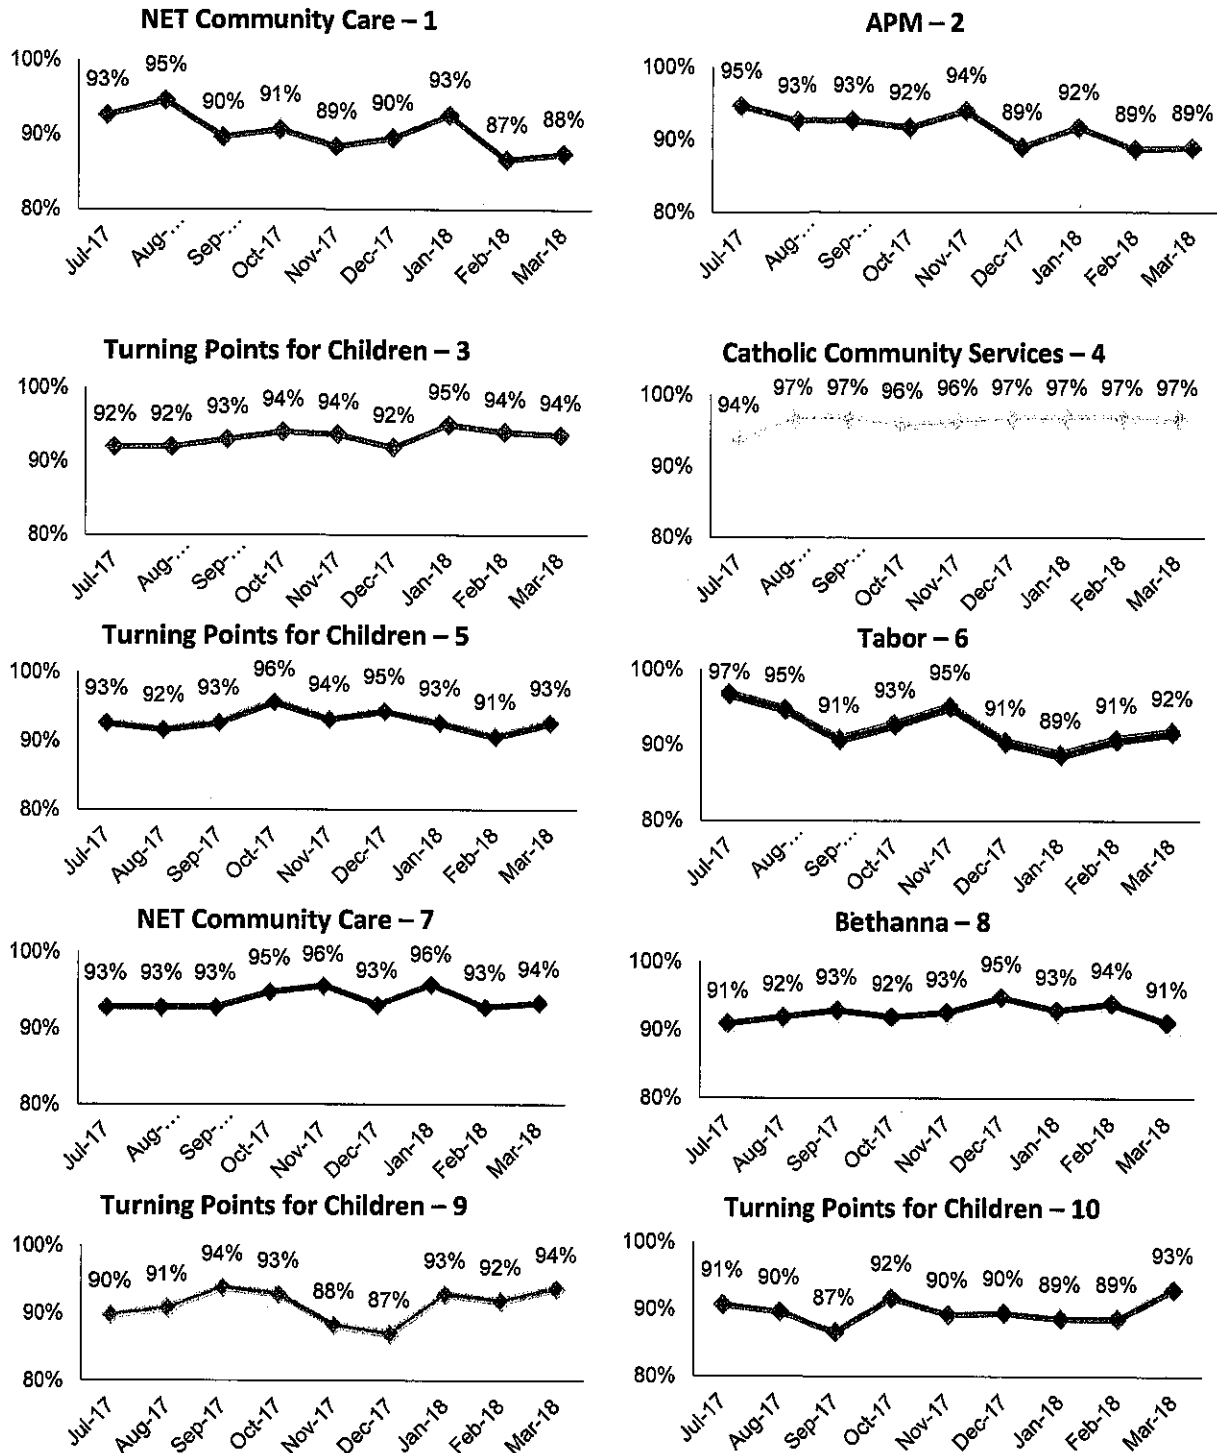 NET Community Care – 1
100%
90%
80%
93% 95% 90% 91% 89% 90% 93% 87% 88%
Jul-17 Aug-... Sep-... Oct-17 Nov-17 Dec-17 Jan-18 Feb-18 Mar-18
APM – 2
100%
90%
80%
95% 93% 93% 92% 94% 89% 92% 89% 89%
Jul-17 Aug-... Sep-... Oct-17 Nov-17 Dec-17 Jan-18 Feb-18 Mar-18
Turning Points for Children – 3
100%
90%
80%
92% 92% 93% 94% 94% 92% 95% 94% 94%
Jul-17 Aug-... Sep-... Oct-17 Nov-17 Dec-17 Jan-18 Feb-18 Mar-18
Catholic Community Services – 4
100%
90%
80%
94% 97% 97% 96% 96% 97% 97% 97% 97%
Jul-17 Aug-... Sep-... Oct-17 Nov-17 Dec-17 Jan-18 Feb-18 Mar-18
Turning Points for Children – 5
100%
90%
80%
93% 92% 93% 96% 94% 95% 93% 91% 93%
Jul-17 Aug-17 Sep-17 Oct-17 Nov-17 Dec-17 Jan-18 Feb-18 Mar-18
Tabor – 6
100%
90%
80%
97% 95% 91% 93% 95% 91% 89% 91% 92%
Jul-17 Aug-... Sep-... Oct-17 Nov-17 Dec-17 Jan-18 Feb-18 Mar-18
NET Community Care – 7
100%
90%
80%
93% 93% 93% 95% 96% 93% 96% 93% 94%
Jul-17 Aug-... Sep-... Oct-17 Nov-17 Dec-17 Jan-18 Feb-18 Mar-18
Bethanna – 8
100%
90%
80%
91% 92% 93% 92% 93% 95% 93% 94% 91%
Jul-17 Aug-17 Sep-17 Oct-17 Nov-17 Dec-17 Jan-18 Feb-18 Mar-18
Turning Points for Children – 9
100%
90%
80%
90% 91% 94% 93% 88% 87% 93% 92% 94%
Jul-17 Aug-17 Sep-17 Oct-17 Nov-17 Dec-17 Jan-18 Feb-18 Mar-18
Turning Points for Children – 10
100%
90%
80%
91% 90% 87% 92% 90% 90% 89% 89% 93%
Jul-17 Aug-17 Sep-17 Oct-17 Nov-17 Dec-17 Jan-18 Feb-18 Mar-18